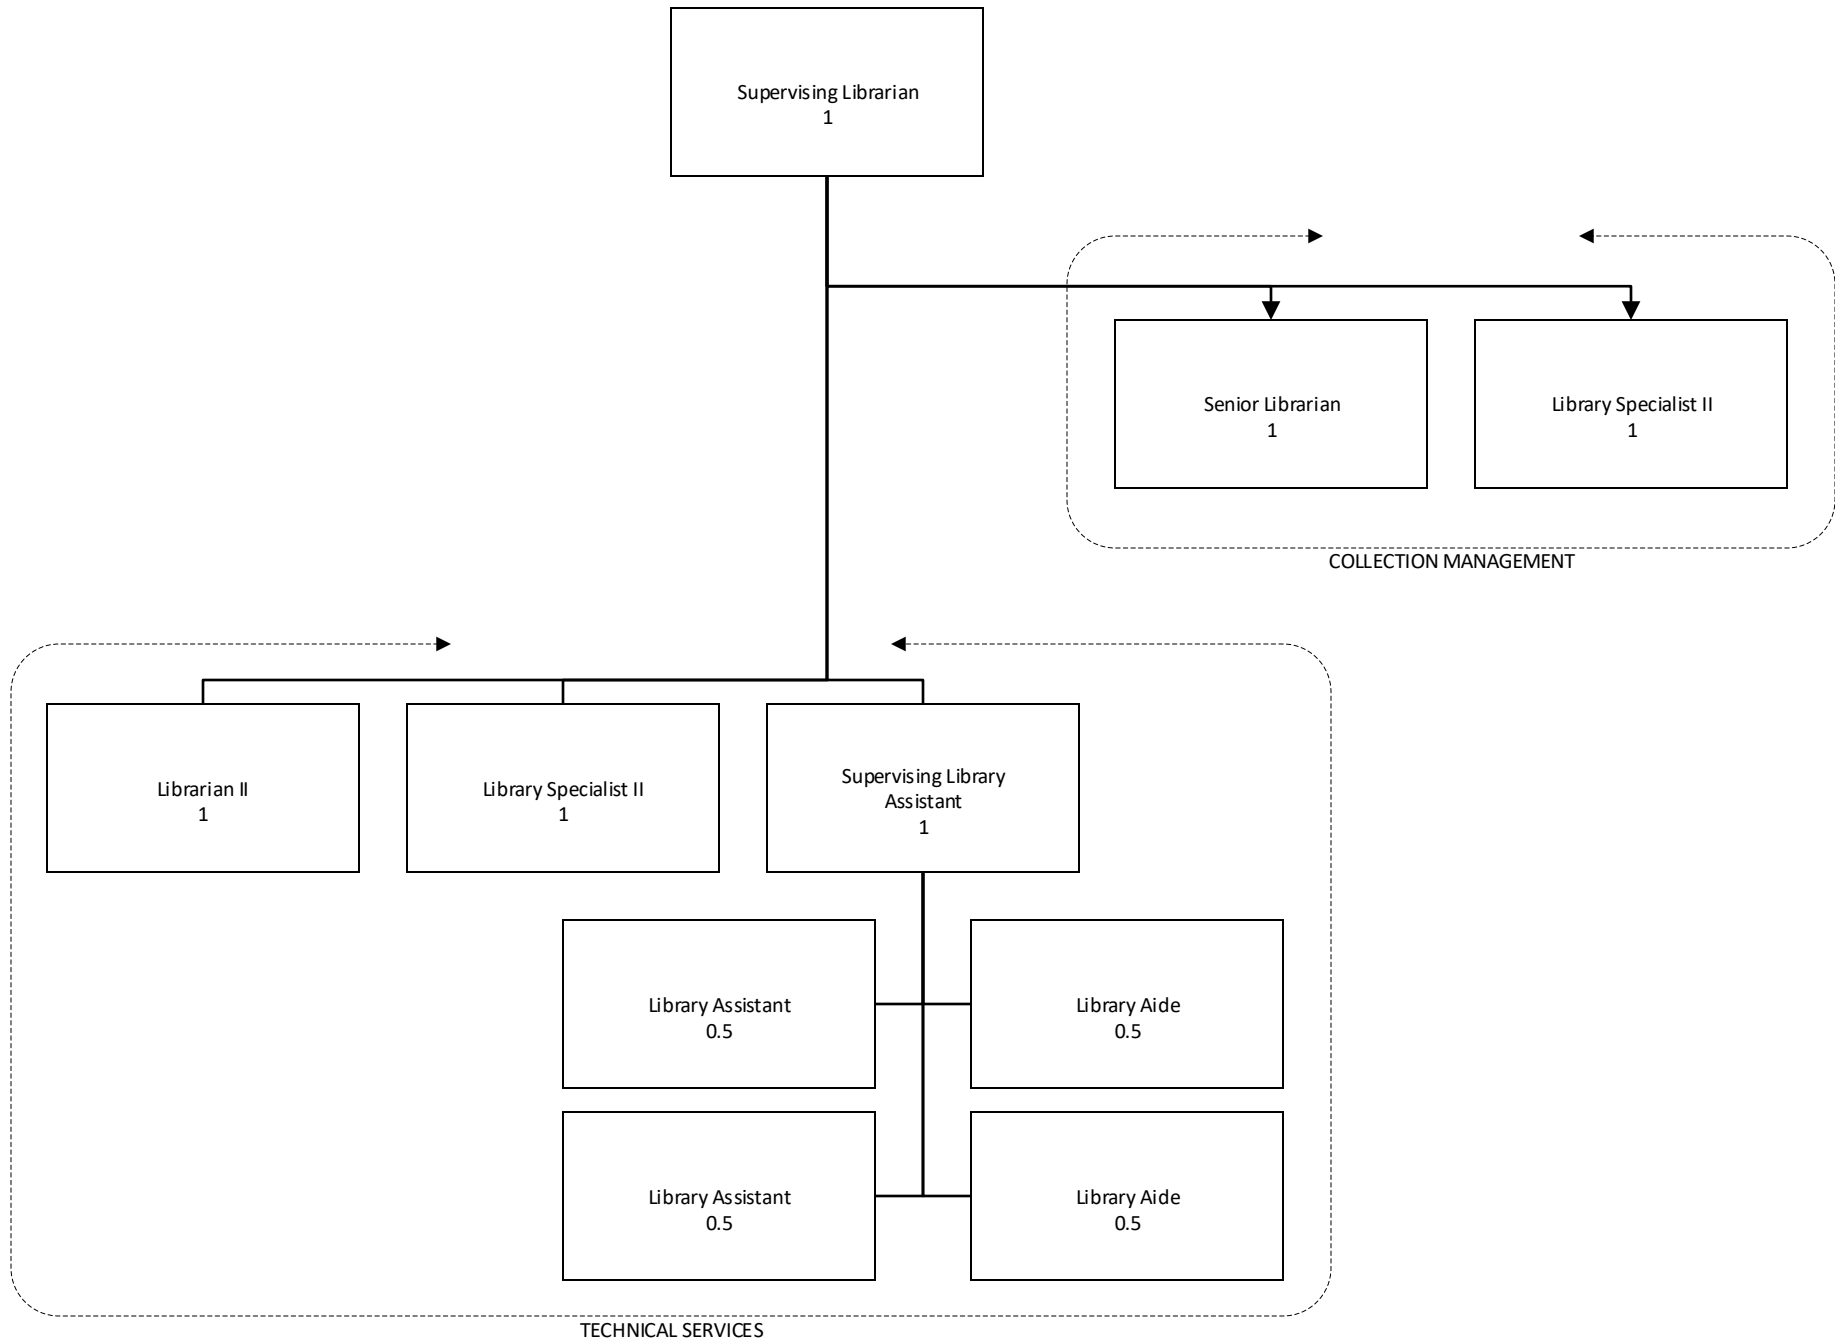 Supervising Librarian
1
Senior Librarian
1
Library Specialist II
1
COLLECTION MANAGEMENT
Librarian II
1
Library Specialist II
1
Supervising Library
Assistant
1
Library Assistant
0.5
Library Aide
0.5
Library Assistant
0.5
Library Aide
0.5
TECHNICAL SERVICES